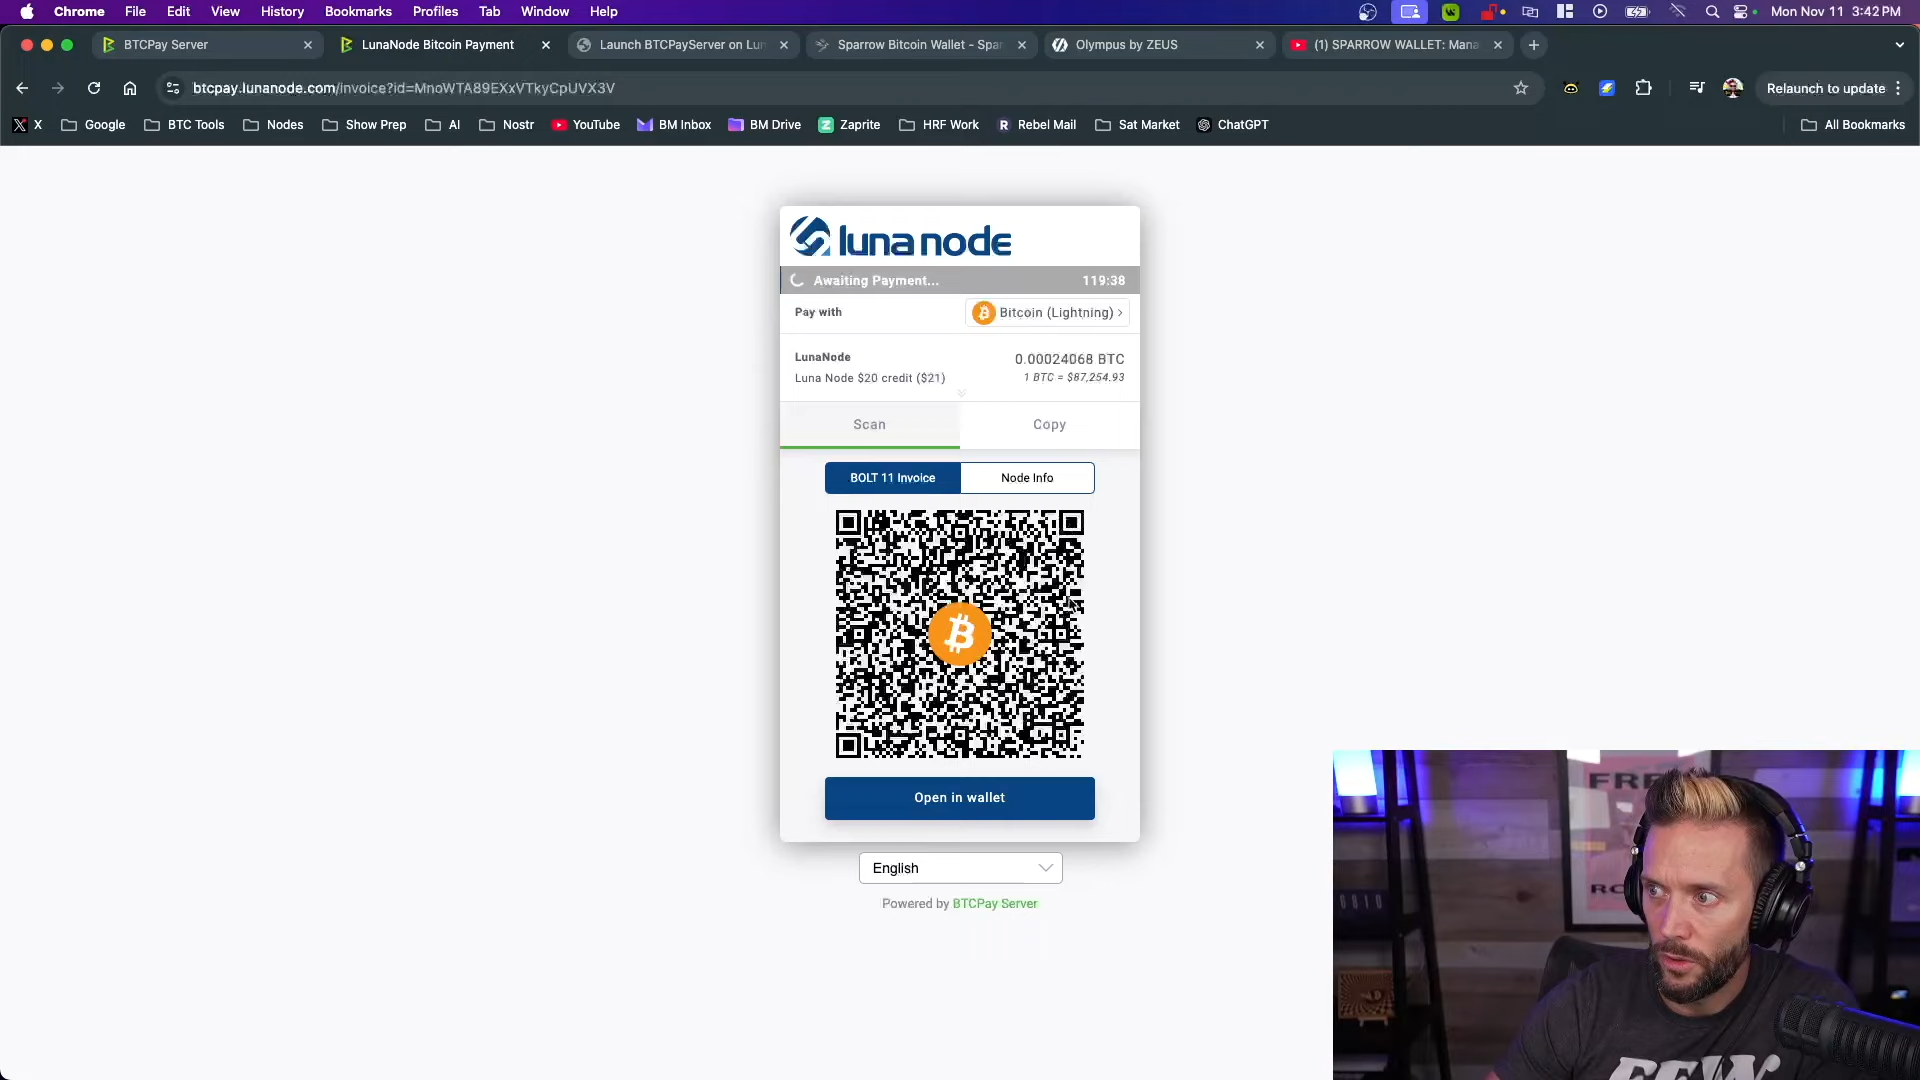 Chrome File Edit View History Bookmarks Profiles Tab Window Help Mon Nov 11 3:42 PM
BTCPay Server LunaNode Bitcoin Payment Launch BTCPayServer on Lun Sparrow Bitcoin Wallet - Spar Olympus by ZEUS (1) SPARROW WALLET: Mana
btcpay.lunanode.com/invoice?id=MnoWTA89EXxVTkyCpUVX3V Relaunch to update
X Google BTC Tools Nodes Show Prep AI Nostr YouTube BM Inbox BM Drive Zaprite HRF Work Rebel Mail Sat Market ChatGPT All Bookmarks
luna node
Awaiting Payment... 119:38
Pay with Bitcoin (Lightning) >
LunaNode 0.00024068 BTC
Luna Node $20 credit ($21) 1 BTC = $87,254.93
Scan Copy
BOLT 11 Invoice Node Info
Open in wallet
English
Powered by BTCPay Server